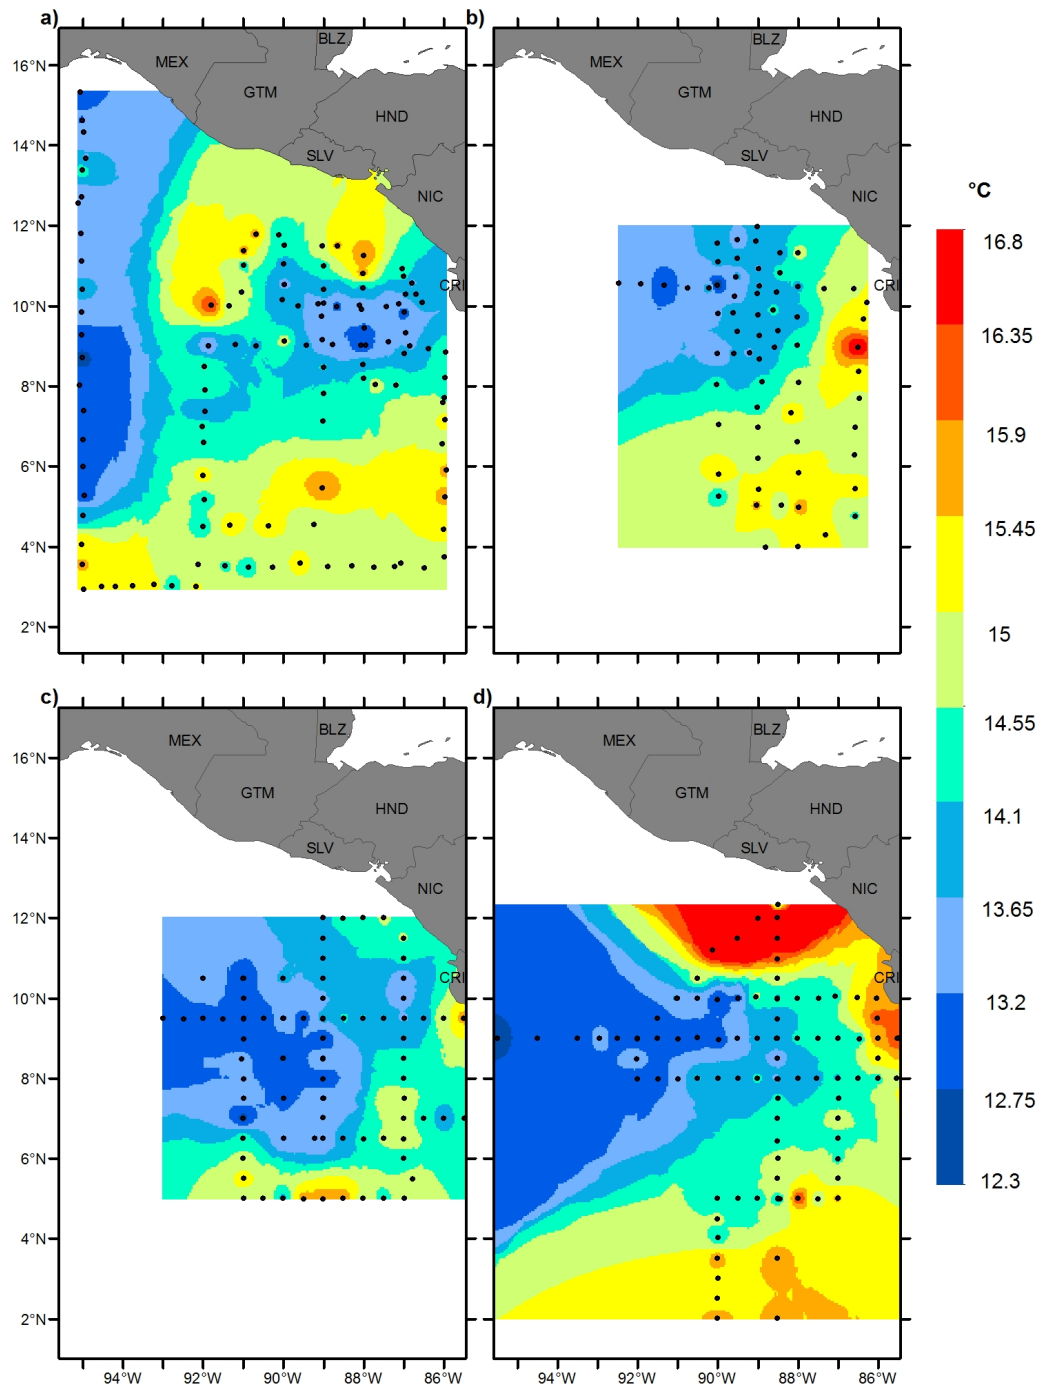 a)
b)
BLZ
BLZ
16°N
MEX
MEX
GTM
GTM
HND
HND
14°N
SLV
SLV
NIC
NIC
12°N
CRI
CRI
10°N
8°N
6°N
4°N
2°N
°C
16.8
16.35
15.9
15.45
15
14.55
14.1
13.65
13.2
12.75
12.3
c)
d)
BLZ
BLZ
MEX
MEX
16°N
GTM
GTM
HND
HND
14°N
SLV
SLV
NIC
NIC
12°N
CRI
CRI
10°N
8°N
6°N
4°N
2°N
94°W 92°W 90°W 88°W 86°W
94°W 92°W 90°W 88°W 86°W